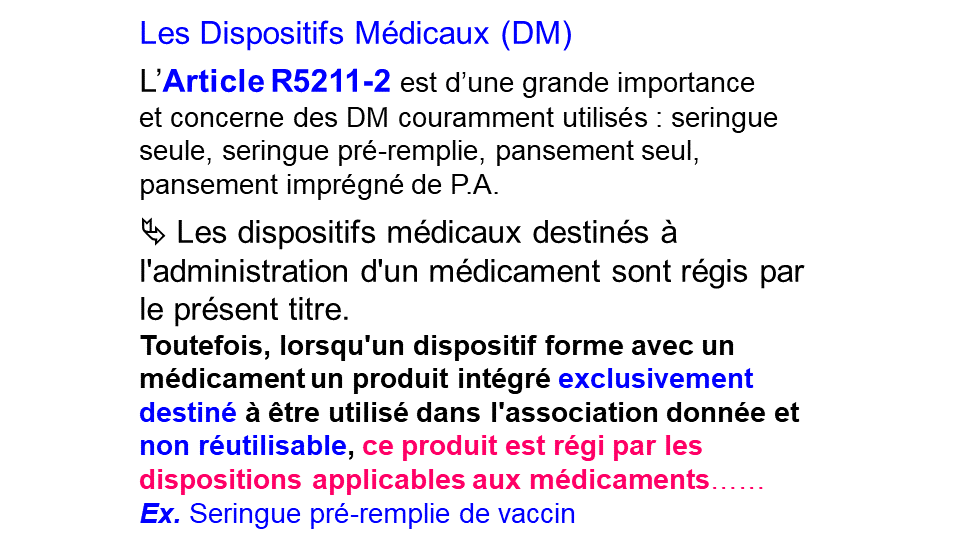 Les Dispositifs Médicaux (DM)
L’Article R5211-2 est d’une grande importance
et concerne des DM couramment utilisés : seringue
seule, seringue pré-remplie, pansement seul,
pansement imprégné de P.A.
⮱ Les dispositifs médicaux destinés à
l'administration d'un médicament sont régis par
le présent titre.
Toutefois, lorsqu'un dispositif forme avec un
médicament un produit intégré exclusivement
destiné à être utilisé dans l'association donnée et
non réutilisable, ce produit est régi par les
dispositions applicables aux médicaments……
Ex. Seringue pré-remplie de vaccin